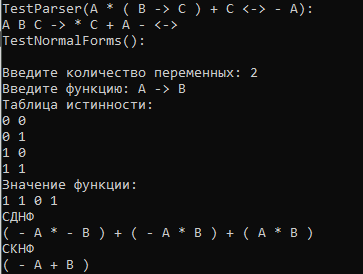 TestParser(A * ( B -> C ) + C <-> - A):
A B C -> * C + A - <->
TestNormalForms():
Введите количество переменных: 2
Введите функцию: A -> B
Таблица истинности:
0 0
0 1
1 0
1 1
Значение функции:
1 1 0 1
СДНФ
( - A * - B ) + ( - A * B ) + ( A * B )
СКНФ
( - A + B )